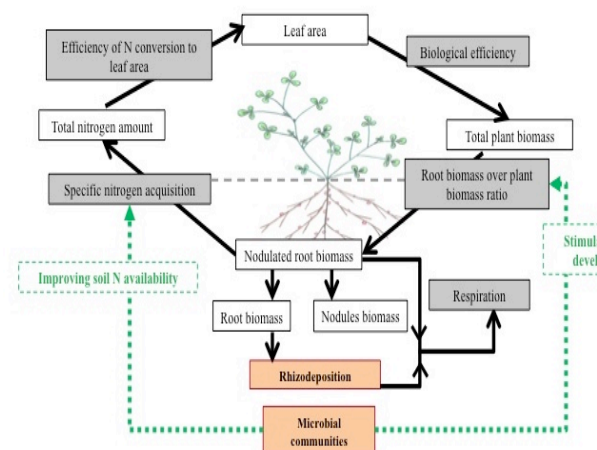 Leaf area
Efficiency of N conversion to
leaf area
Biological efficiency
Total nitrogen amount
Total plant biomass
Specific nitrogen acquisition
Root biomass over plant
biomass ratio
Nodulated root biomass
Improving soil N availability
Root biomass
Nodules biomass
Respiration
Rhizodeposition
Microbial
communities